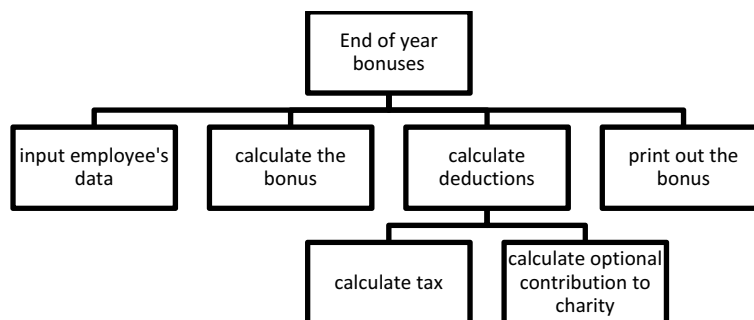 End of year
bonuses
input employee's
data
calculate the
bonus
calculate
deductions
print out the
bonus
calculate tax
calculate optional
contribution to
charity